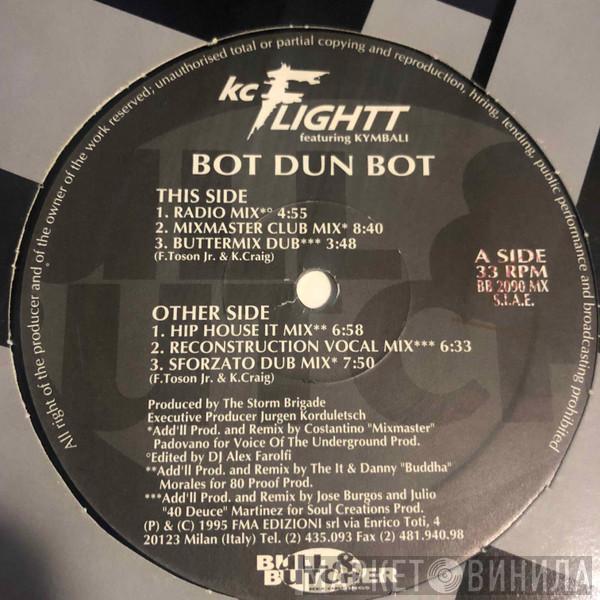 All right of the producer and of the owner of the work reserved; unauthorised total or partial copying and reproduction, hiring, lending, public performance and broadcasting prohibited
KC FLIGHTT
featuring KYMBALI
BOT DUN BOT
THIS SIDE
1. RADIO MIX*° 4:55
2. MIXMASTER CLUB MIX* 8:40
3. BUTTERMIX DUB*** 3:48
(F.Toson Jr. & K.Craig)
A SIDE
33 RPM
BB 2090 MX
S.I.A.E.
OTHER SIDE
1. HIP HOUSE IT MIX** 6:58
2. RECONSTRUCTION VOCAL MIX*** 6:33
3. SFORZATO DUB MIX* 7:50
(F.Toson Jr. & K.Craig)
Produced by The Storm Brigade
Executive Producer Jurgen Korduletsch
*Add'll Prod. and Remix by Costantino "Mixmaster"
Padovano for Voice Of The Underground Prod.
°Edited by DJ Alex Farolfi
**Add'll Prod. and Remix by The It & Danny "Buddha"
Morales for 80 Proof Prod.
***Add'll Prod. and Remix by Jose Burgos and Julio
"40 Deuce" Martinez for Soul Creations Prod.
(P) & (C) 1995 FMA EDIZIONI srl via Enrico Toti, 4
20123 Milan (Italy) Tel. (2) 435.093 Fax (2) 481.940.98
BULL &
BUTCHER
МАРКЕТ ВИНИЛА